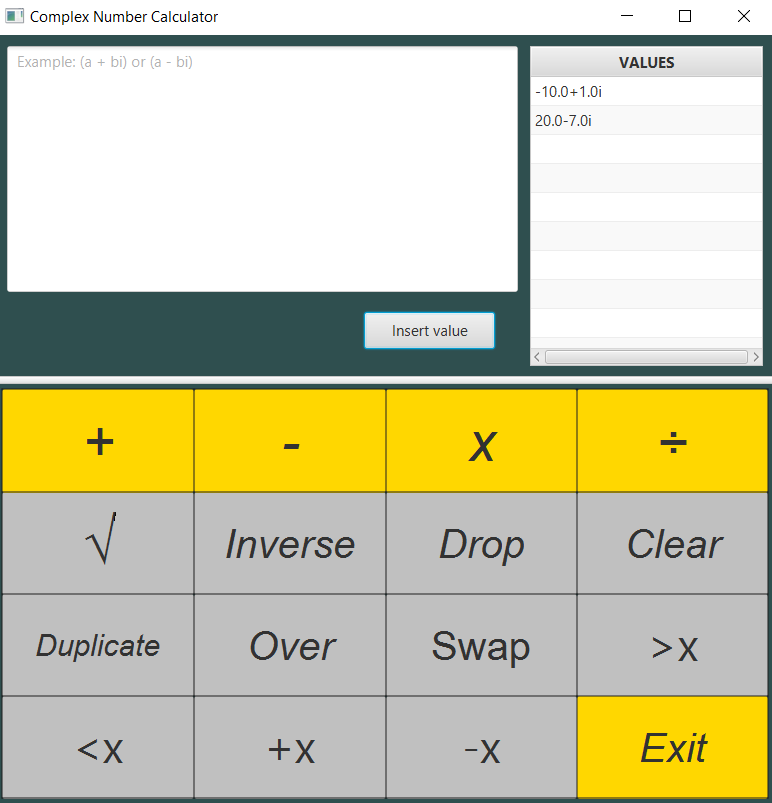 Complex Number Calculator
Example: (a + bi) or (a - bi)
VALUES
-10.0+1.0i
20.0-7.0i
Insert value
+ - x ÷
√ Inverse Drop Clear
Duplicate Over Swap >x
<x +x -x Exit